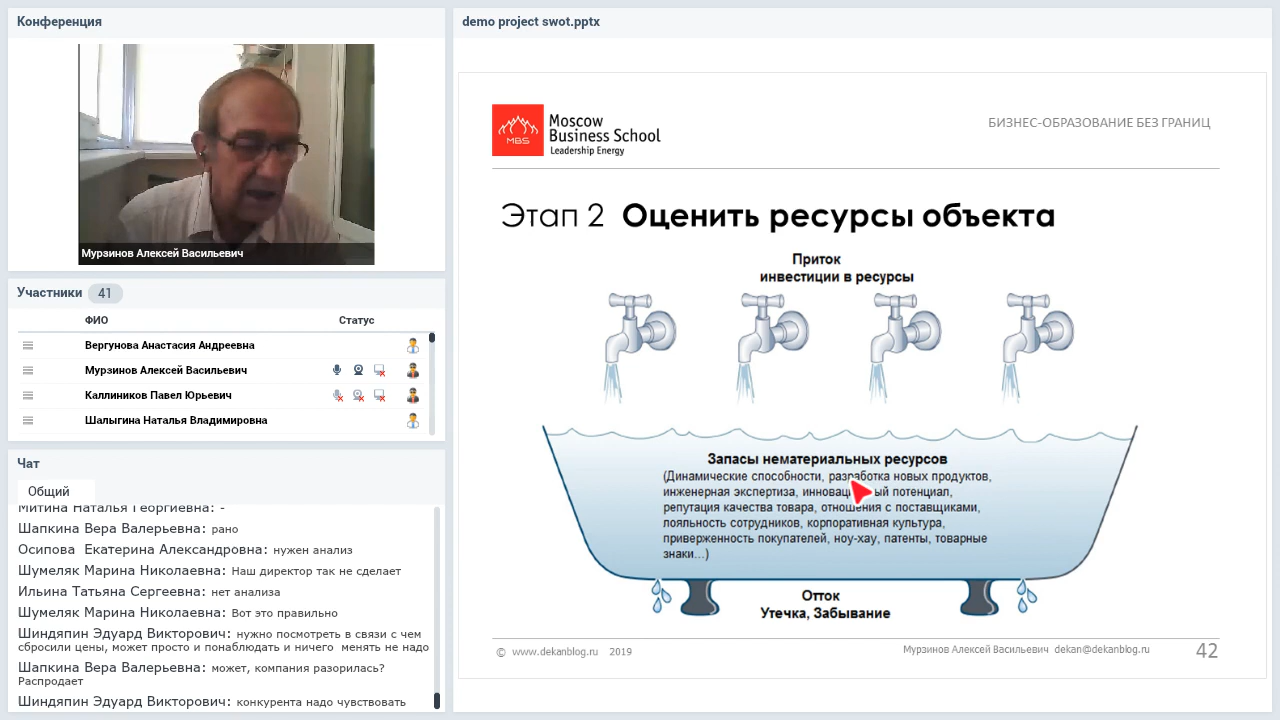 Конференция
Мурзинов Алексей Васильевич
Участники 41
ФИО Статус
Вергунова Анастасия Андреевна
Мурзинов Алексей Васильевич
Каллиников Павел Юрьевич
Шалыгина Наталья Владимировна
Чат
Общий
Митина Наталья Георгиевна: -
Шапкина Вера Валерьевна: рано
Осипова Екатерина Александровна: нужен анализ
Шумеляк Марина Николаевна: Наш директор так не сделает
Ильина Татьяна Сергеевна: нет анализа
Шумеляк Марина Николаевна: Вот это правильно
Шиндяпин Эдуард Викторович: нужно посмотреть в связи с чем
сбросили цены, может просто и понаблюдать и ничего менять не надо
Шапкина Вера Валерьевна: может, компания разорилась?
Распродает
Шиндяпин Эдуард Викторович: конкурента надо чувствовать
demo project swot.pptx
MBS
Moscow
Business School
Leadership Energy
БИЗНЕС-ОБРАЗОВАНИЕ БЕЗ ГРАНИЦ
Этап 2 Оценить ресурсы объекта
Приток
инвестиции в ресурсы
Запасы нематериальных ресурсов
(Динамические способности, разработка новых продуктов,
инженерная экспертиза, потенциал,
репутация качества товара, отношения с поставщиками,
лояльность сотрудников, корпоративная культура,
приверженность покупателей, ноу-хау, патенты, товарные
знаки...)
Отток
Утечка, Забывание
© www.dekanblog.ru 2019
Мурзинов Алексей Васильевич dekan@dekanblog.ru
42